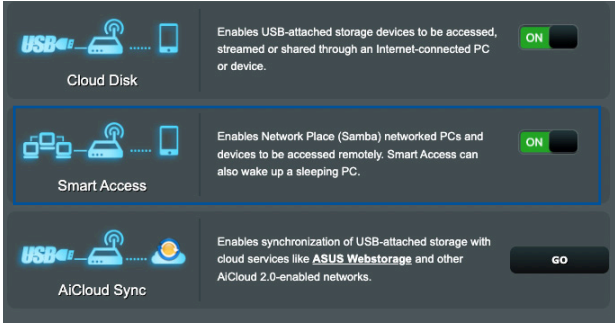 Enables USB-attached storage devices to be accessed,
USB
streamed or shared through an Internet-connected PC
ON
or device.
Cloud Disk
Enables Network Place (Samba) networked PCs and
devices to be accessed remotely. Smart Access can
ON
also wake up a sleeping PC.
Smart Access
Enables synchronization of USB-attached storage with
USB
cloud services like ASUS Webstorage and other
GO
AiCloud 2.0-enabled networks.
AiCloud Sync